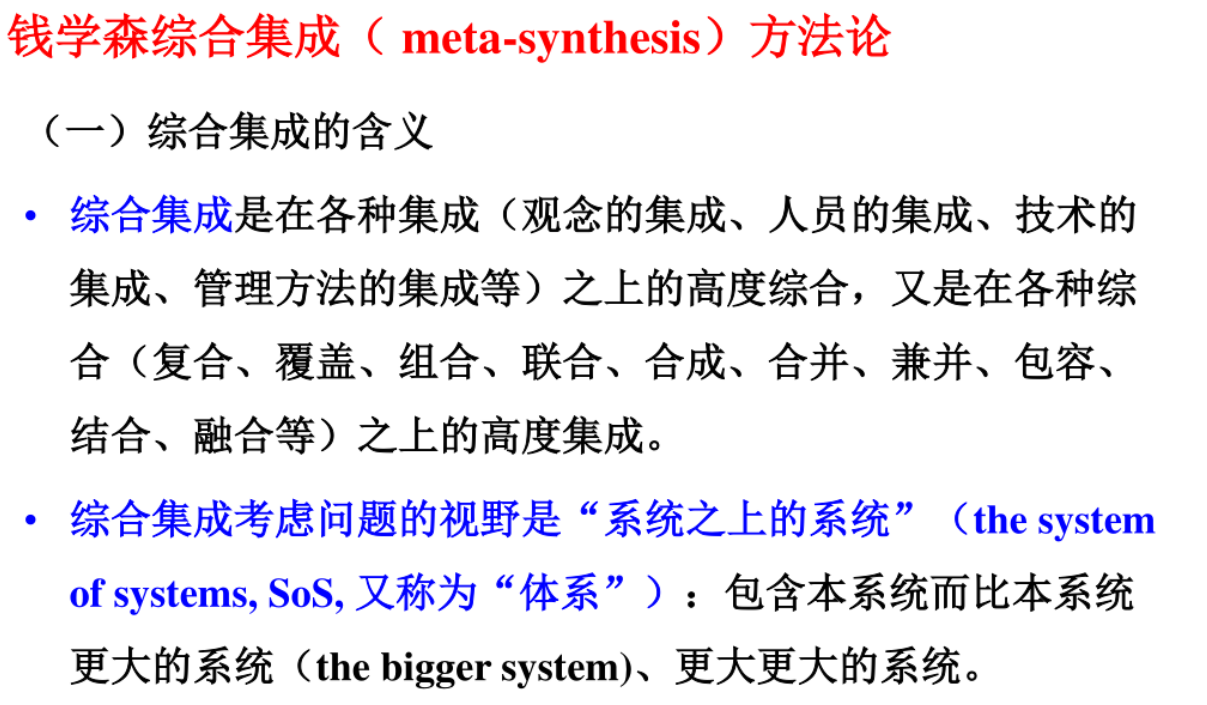 钱学森综合集成（ meta-synthesis）方法论
（一）综合集成的含义
• 综合集成是在各种集成（观念的集成、人员的集成、技术的
集成、管理方法的集成等）之上的高度综合，又是在各种综
合（复合、覆盖、组合、联合、合成、合并、兼并、包容、
结合、融合等）之上的高度集成。
• 综合集成考虑问题的视野是“系统之上的系统”（the system
of systems, SoS, 又称为“体系”）：包含本系统而比本系统
更大的系统（the bigger system)、更大更大的系统。